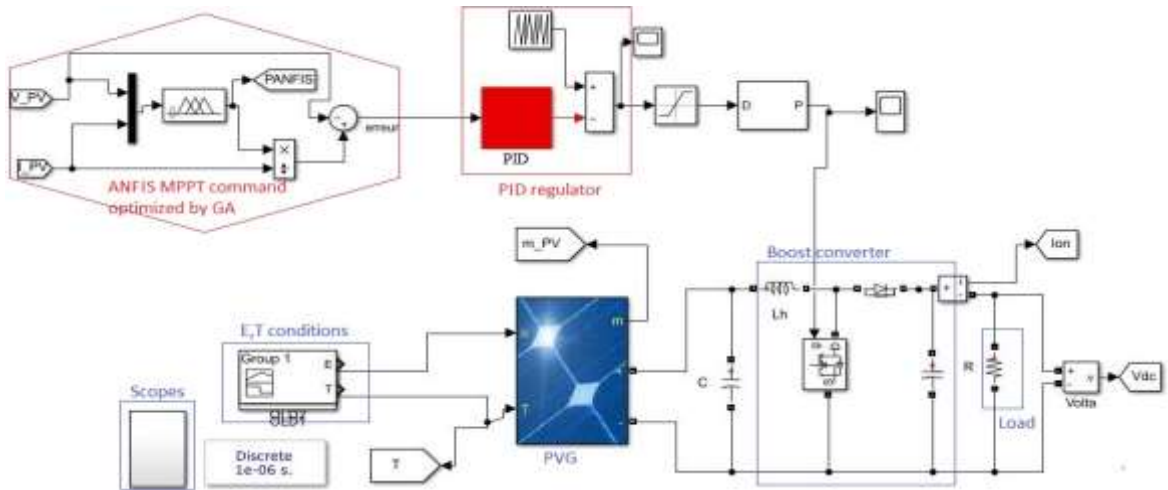 V_PV
PANFIS
erreur
I_PV
ANFIS MPPT command
optimized by GA
PID
PID regulator
D P
m_PV
Ion
Boost converter
Lh
E,T conditions
Group 1
E
T
m
T
C
R
+
-
Volta
Vdc
Load
Scopes
Discrete
1e-06 s.
T
PVG